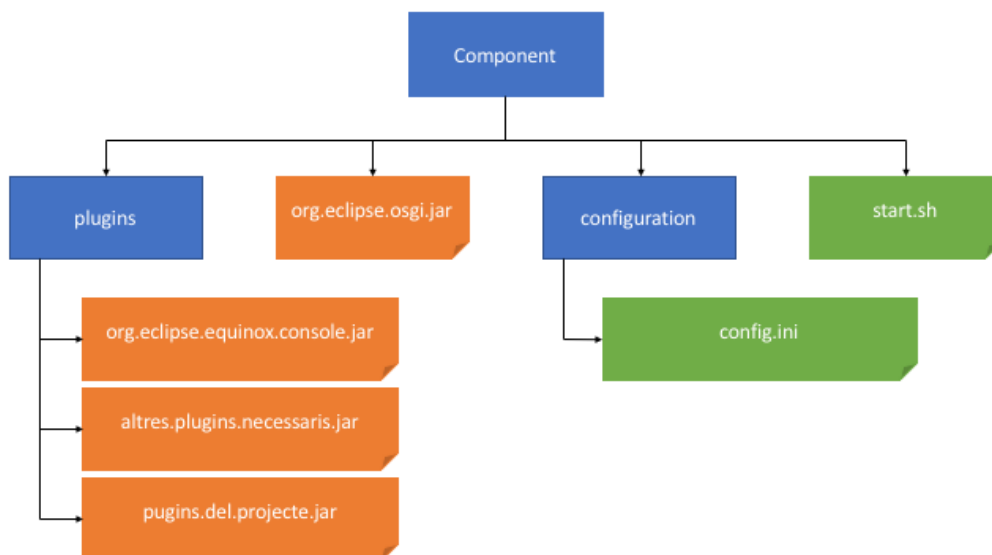 Component
plugins
org.eclipse.osgi.jar
configuration
start.sh
org.eclipse.equinox.console.jar
config.ini
altres.plugins.necessaris.jar
pugins.del.projecte.jar